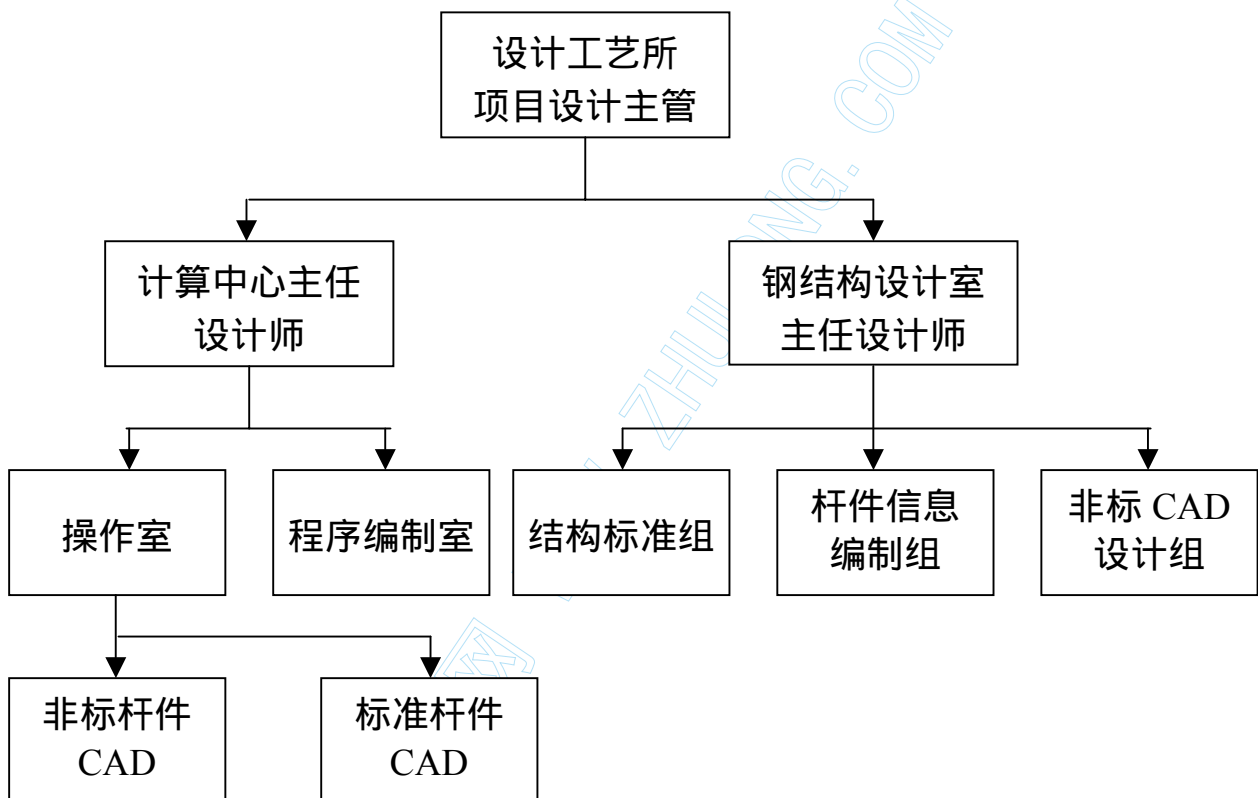 设计工艺所
项目设计主管
计算中心主任
设计师
钢结构设计室
主任设计师
操作室
程序编制室
结构标准组
杆件信息
编制组
非标 CAD
设计组
非标杆件
CAD
标准杆件
CAD
网
ZHULONG.COM